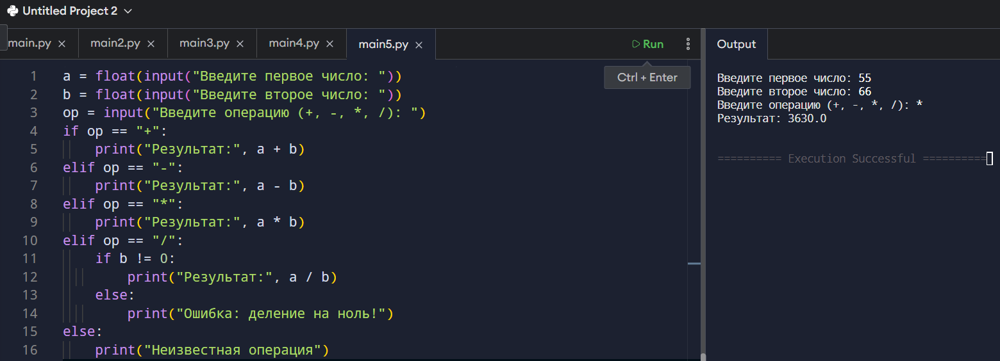 Untitled Project 2
main.py × main2.py × main3.py × main4.py × main5.py × Run
Ctrl + Enter
1 a = float(input("Введите первое число: "))
2 b = float(input("Введите второе число: "))
3 op = input("Введите операцию (+, -, *, /): ")
4 if op == "+":
5     print("Результат:", a + b)
6 elif op == "-":
7     print("Результат:", a - b)
8 elif op == "*":
9     print("Результат:", a * b)
10 elif op == "/":
11     if b != 0:
12         print("Результат:", a / b)
13     else:
14         print("Ошибка: деление на ноль!")
15 else:
16     print("Неизвестная операция")
Output
Введите первое число: 55
Введите второе число: 66
Введите операцию (+, -, *, /): *
Результат: 3630.0
========== Execution Successful ==========